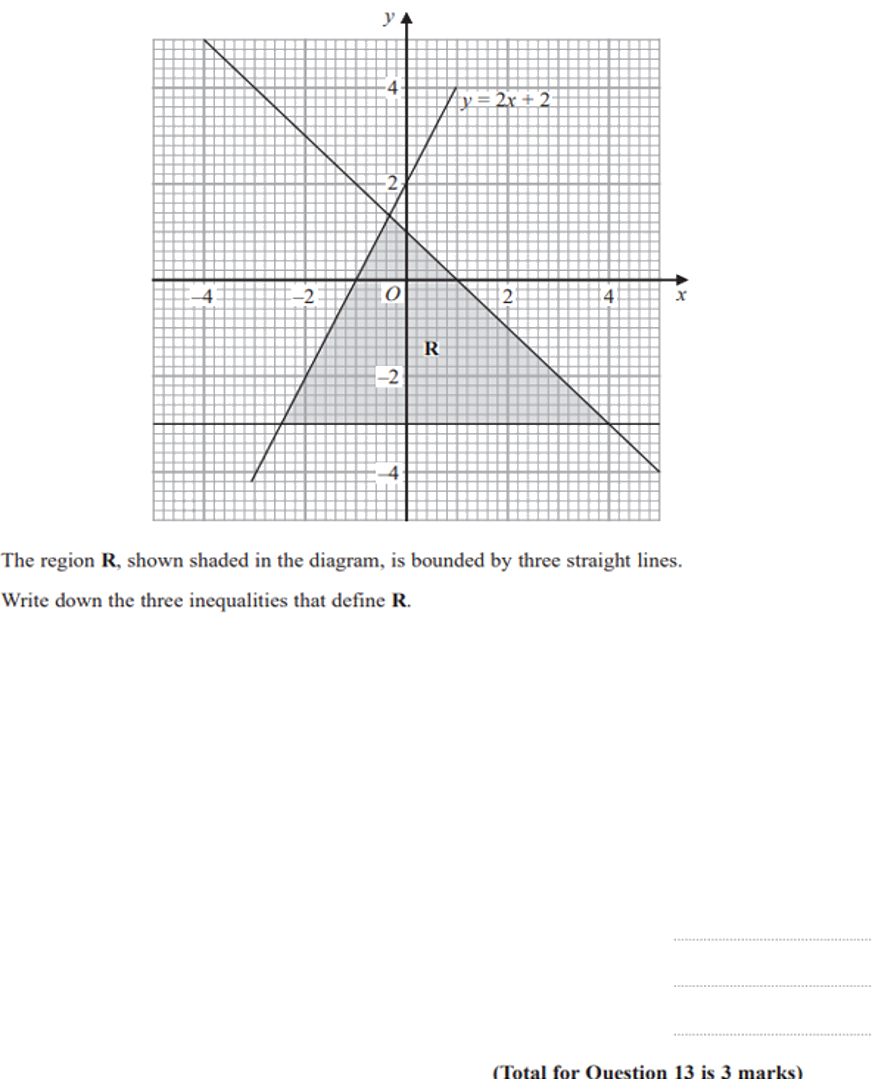 y
4
y = 2x + 2
2
–4
–2
O
2
4
x
R
–2
–4
The region R, shown shaded in the diagram, is bounded by three straight lines.
Write down the three inequalities that define R.
(Total for Question 13 is 3 marks)